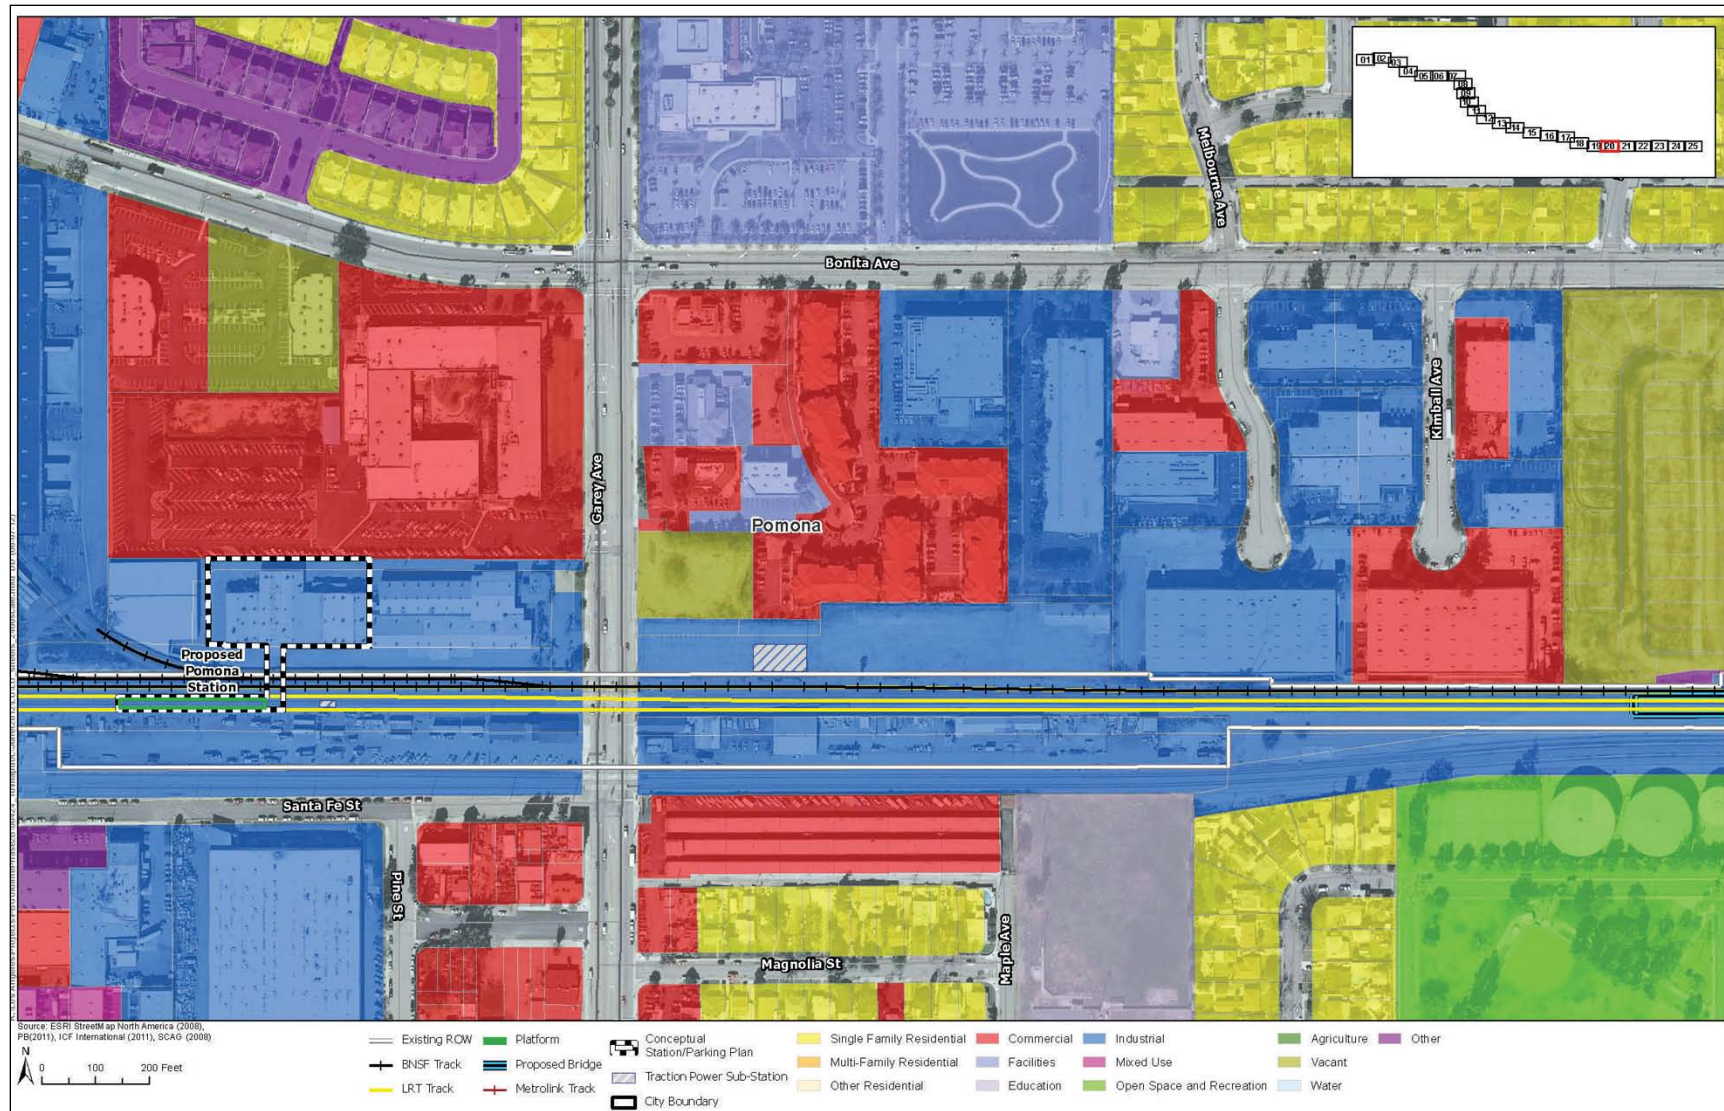 01 02 03 04 05 06 07
12 13 14 15 16 17 18 19 20 21 22 23 24 25
Melbourne Ave
Bonita Ave
Garey Ave
Kimball Ave
Pomona
Proposed
Pomona
Station
Santa Fe St
Pine St
Maple Ave
Magnolia St
Source: ESRI StreetMap North America (2008),
PB(2011), ICF International (2011), SCAG (2008)
N
0 100 200 Feet
Existing ROW
BNSF Track
LRT Track
Platform
Proposed Bridge
Metrolink Track
Conceptual
Station/Parking Plan
Traction Power Sub-Station
City Boundary
Single Family Residential
Multi-Family Residential
Other Residential
Commercial
Facilities
Education
Industrial
Mixed Use
Open Space and Recreation
Agriculture
Vacant
Water
Other